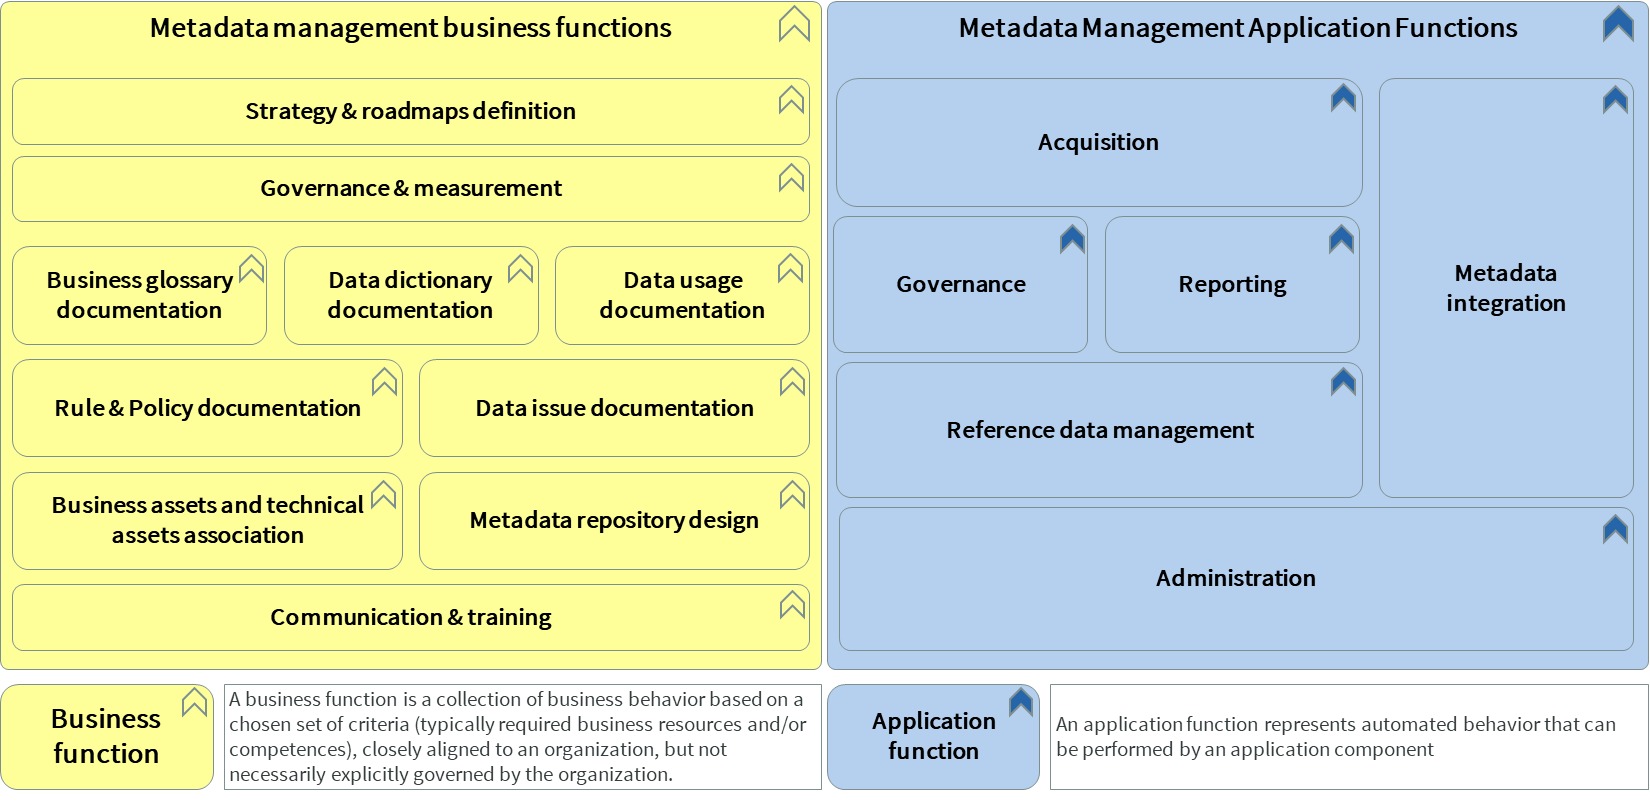 Metadata management business functions
Strategy & roadmaps definition
Governance & measurement
Business glossary
documentation
Data dictionary
documentation
Data usage
documentation
Rule & Policy documentation
Data issue documentation
Business assets and technical
assets association
Metadata repository design
Communication & training
Metadata Management Application Functions
Acquisition
Governance
Reporting
Metadata
integration
Reference data management
Administration
Business
function
A business function is a collection of business behavior based on a
chosen set of criteria (typically required business resources and/or
competences), closely aligned to an organization, but not
necessarily explicitly governed by the organization.
Application
function
An application function represents automated behavior that can
be performed by an application component